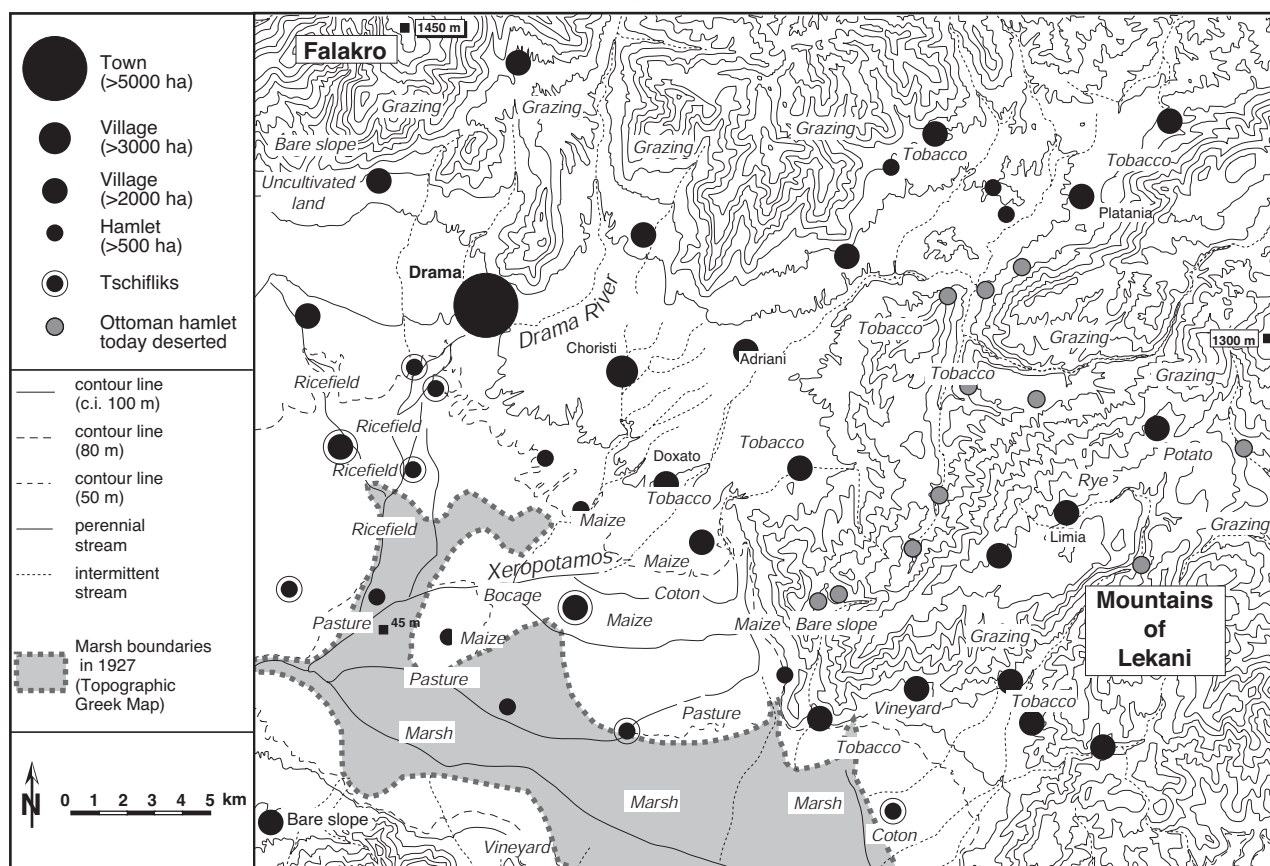 Town
(>5000 ha)
Village
(>3000 ha)
Village
(>2000 ha)
Hamlet
(>500 ha)
Tschifliks
Ottoman hamlet
today deserted
contour line
(c.i. 100 m)
contour line
(80 m)
contour line
(50 m)
perennial
stream
intermittent
stream
Marsh boundaries
in 1927
(Topographic
Greek Map)
N
0 1 2 3 4 5 km
1450 m
Falakro
Grazing
Grazing
Grazing
Grazing
Bare slope
Tobacco
Tobacco
Uncultivated
land
Platania
Drama
Drama River
Tobacco
Grazing
1300 m
Choristi
Adriani
Ricefield
Tobacco
Grazing
Ricefield
Tobacco
Potato
Doxato
Ricefield
Tobacco
Rye
Ricefield
Maize
Limia
Grazing
Xeropotamos
Maize
Bocage
Coton
Mountains
of
Lekani
Pasture
45 m
Maize
Maize
Maize
Bare slope
Grazing
Pasture
Vineyard
Tobacco
Pasture
Marsh
Tobacco
Marsh
Marsh
Bare slope
Coton
Vineyard